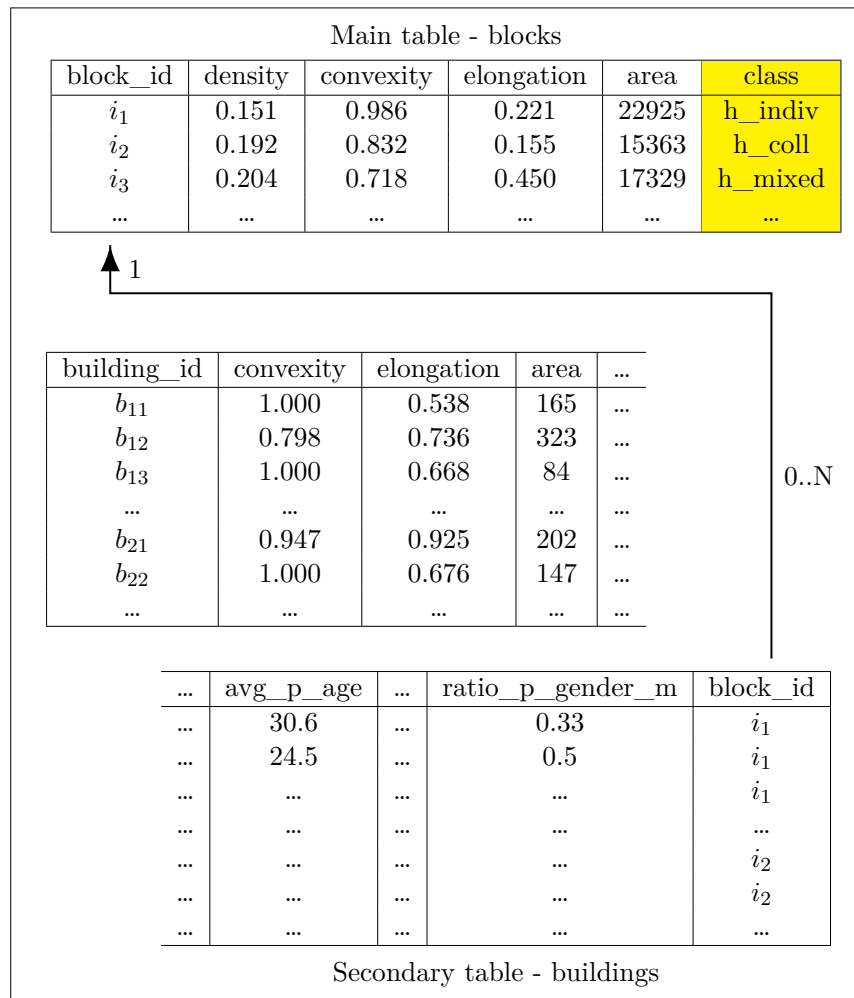 Main table - blocks
block_id density convexity elongation area class
i1 0.151 0.986 0.221 22925 h_indiv
i2 0.192 0.832 0.155 15363 h_coll
i3 0.204 0.718 0.450 17329 h_mixed
... ... ... ... ... ...
1
building_id convexity elongation area ...
b11 1.000 0.538 165 ...
b12 0.798 0.736 323 ...
b13 1.000 0.668 84 ...
... ... ... ... ...
b21 0.947 0.925 202 ...
b22 1.000 0.676 147 ...
... ... ... ... ...
0..N
... avg_p_age ... ratio_p_gender_m block_id
... 30.6 ... 0.33 i1
... 24.5 ... 0.5 i1
... ... ... ... i1
... ... ... ... ...
... ... ... ... i2
... ... ... ... i2
... ... ... ... ...
Secondary table - buildings